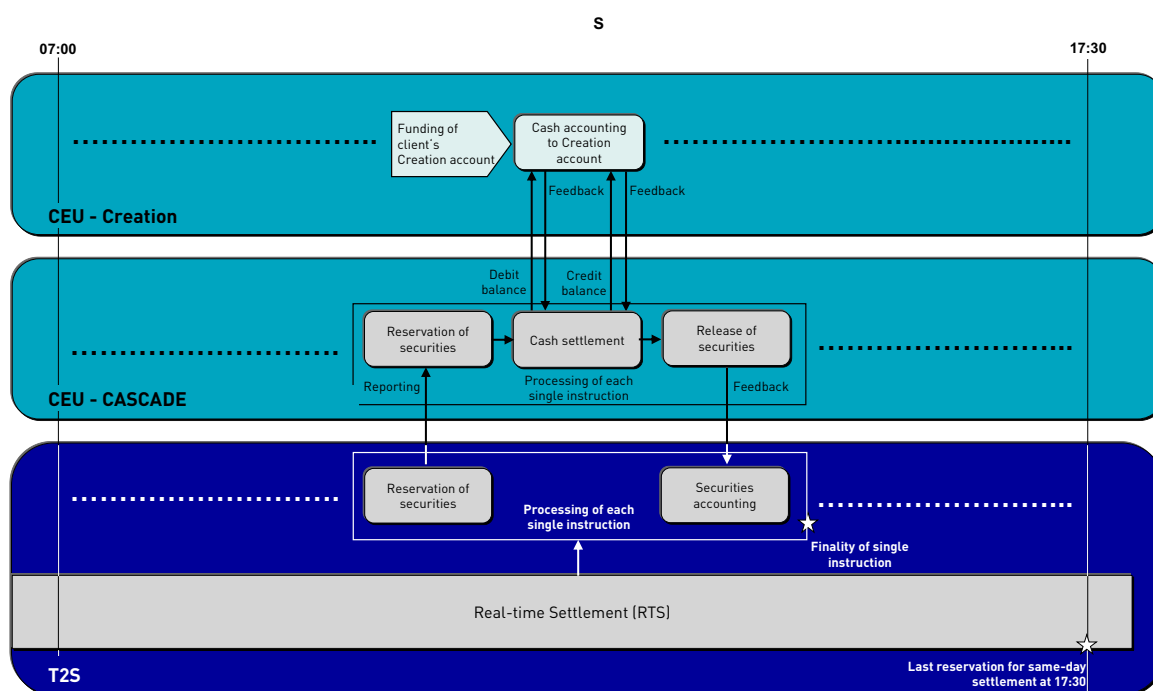 S
07:00
17:30
Funding of
client's
Creation account
Cash accounting
to Creation
account
Feedback
Feedback
CEU - Creation
Debit
balance
Credit
balance
Reservation of
securities
Cash settlement
Release of
securities
Reporting
Processing of each
single instruction
Feedback
CEU - CASCADE
Reservation of
securities
Processing of each
single instruction
Securities
accounting
Finality of single
instruction
Real-time Settlement (RTS)
T2S
Last reservation for same-day
settlement at 17:30